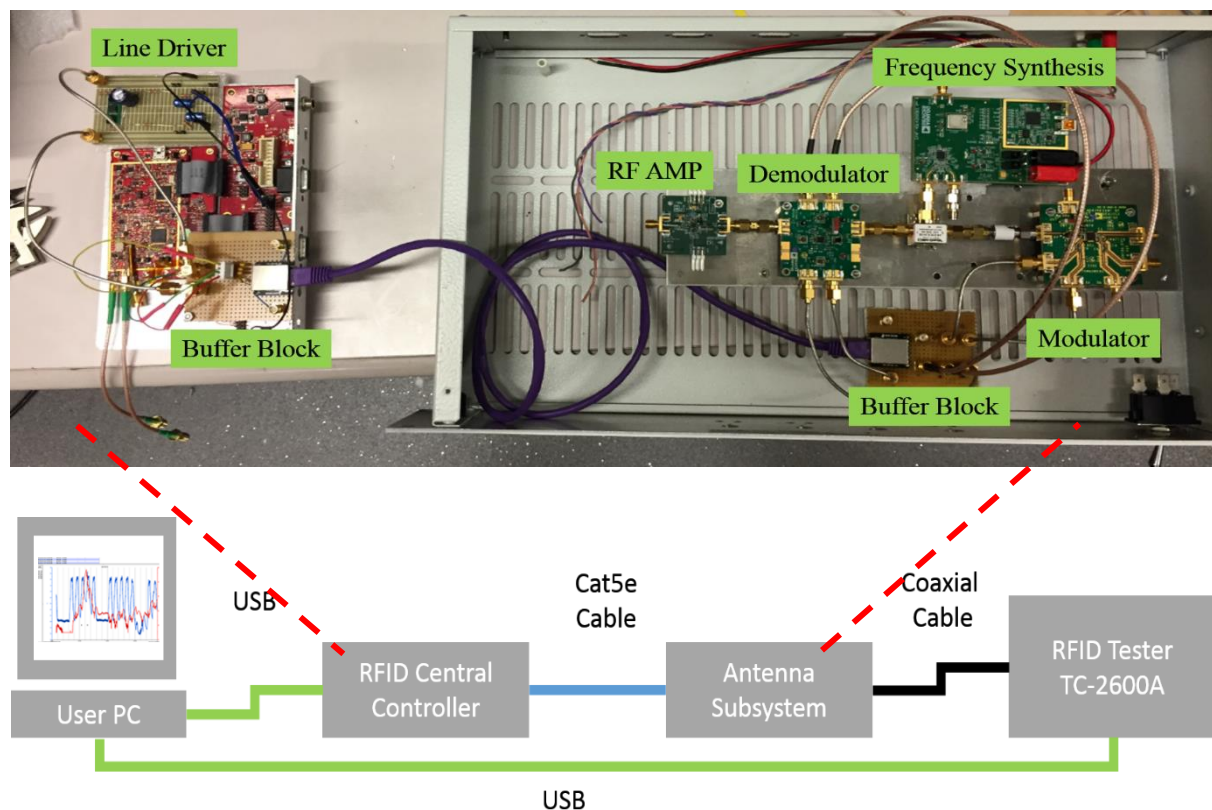 Line Driver
Frequency Synthesis
RF AMP
Demodulator
Buffer Block
Modulator
Buffer Block
USB
Cat5e
Cable
Coaxial
Cable
RFID Central
Controller
Antenna
Subsystem
RFID Tester
TC-2600A
User PC
USB